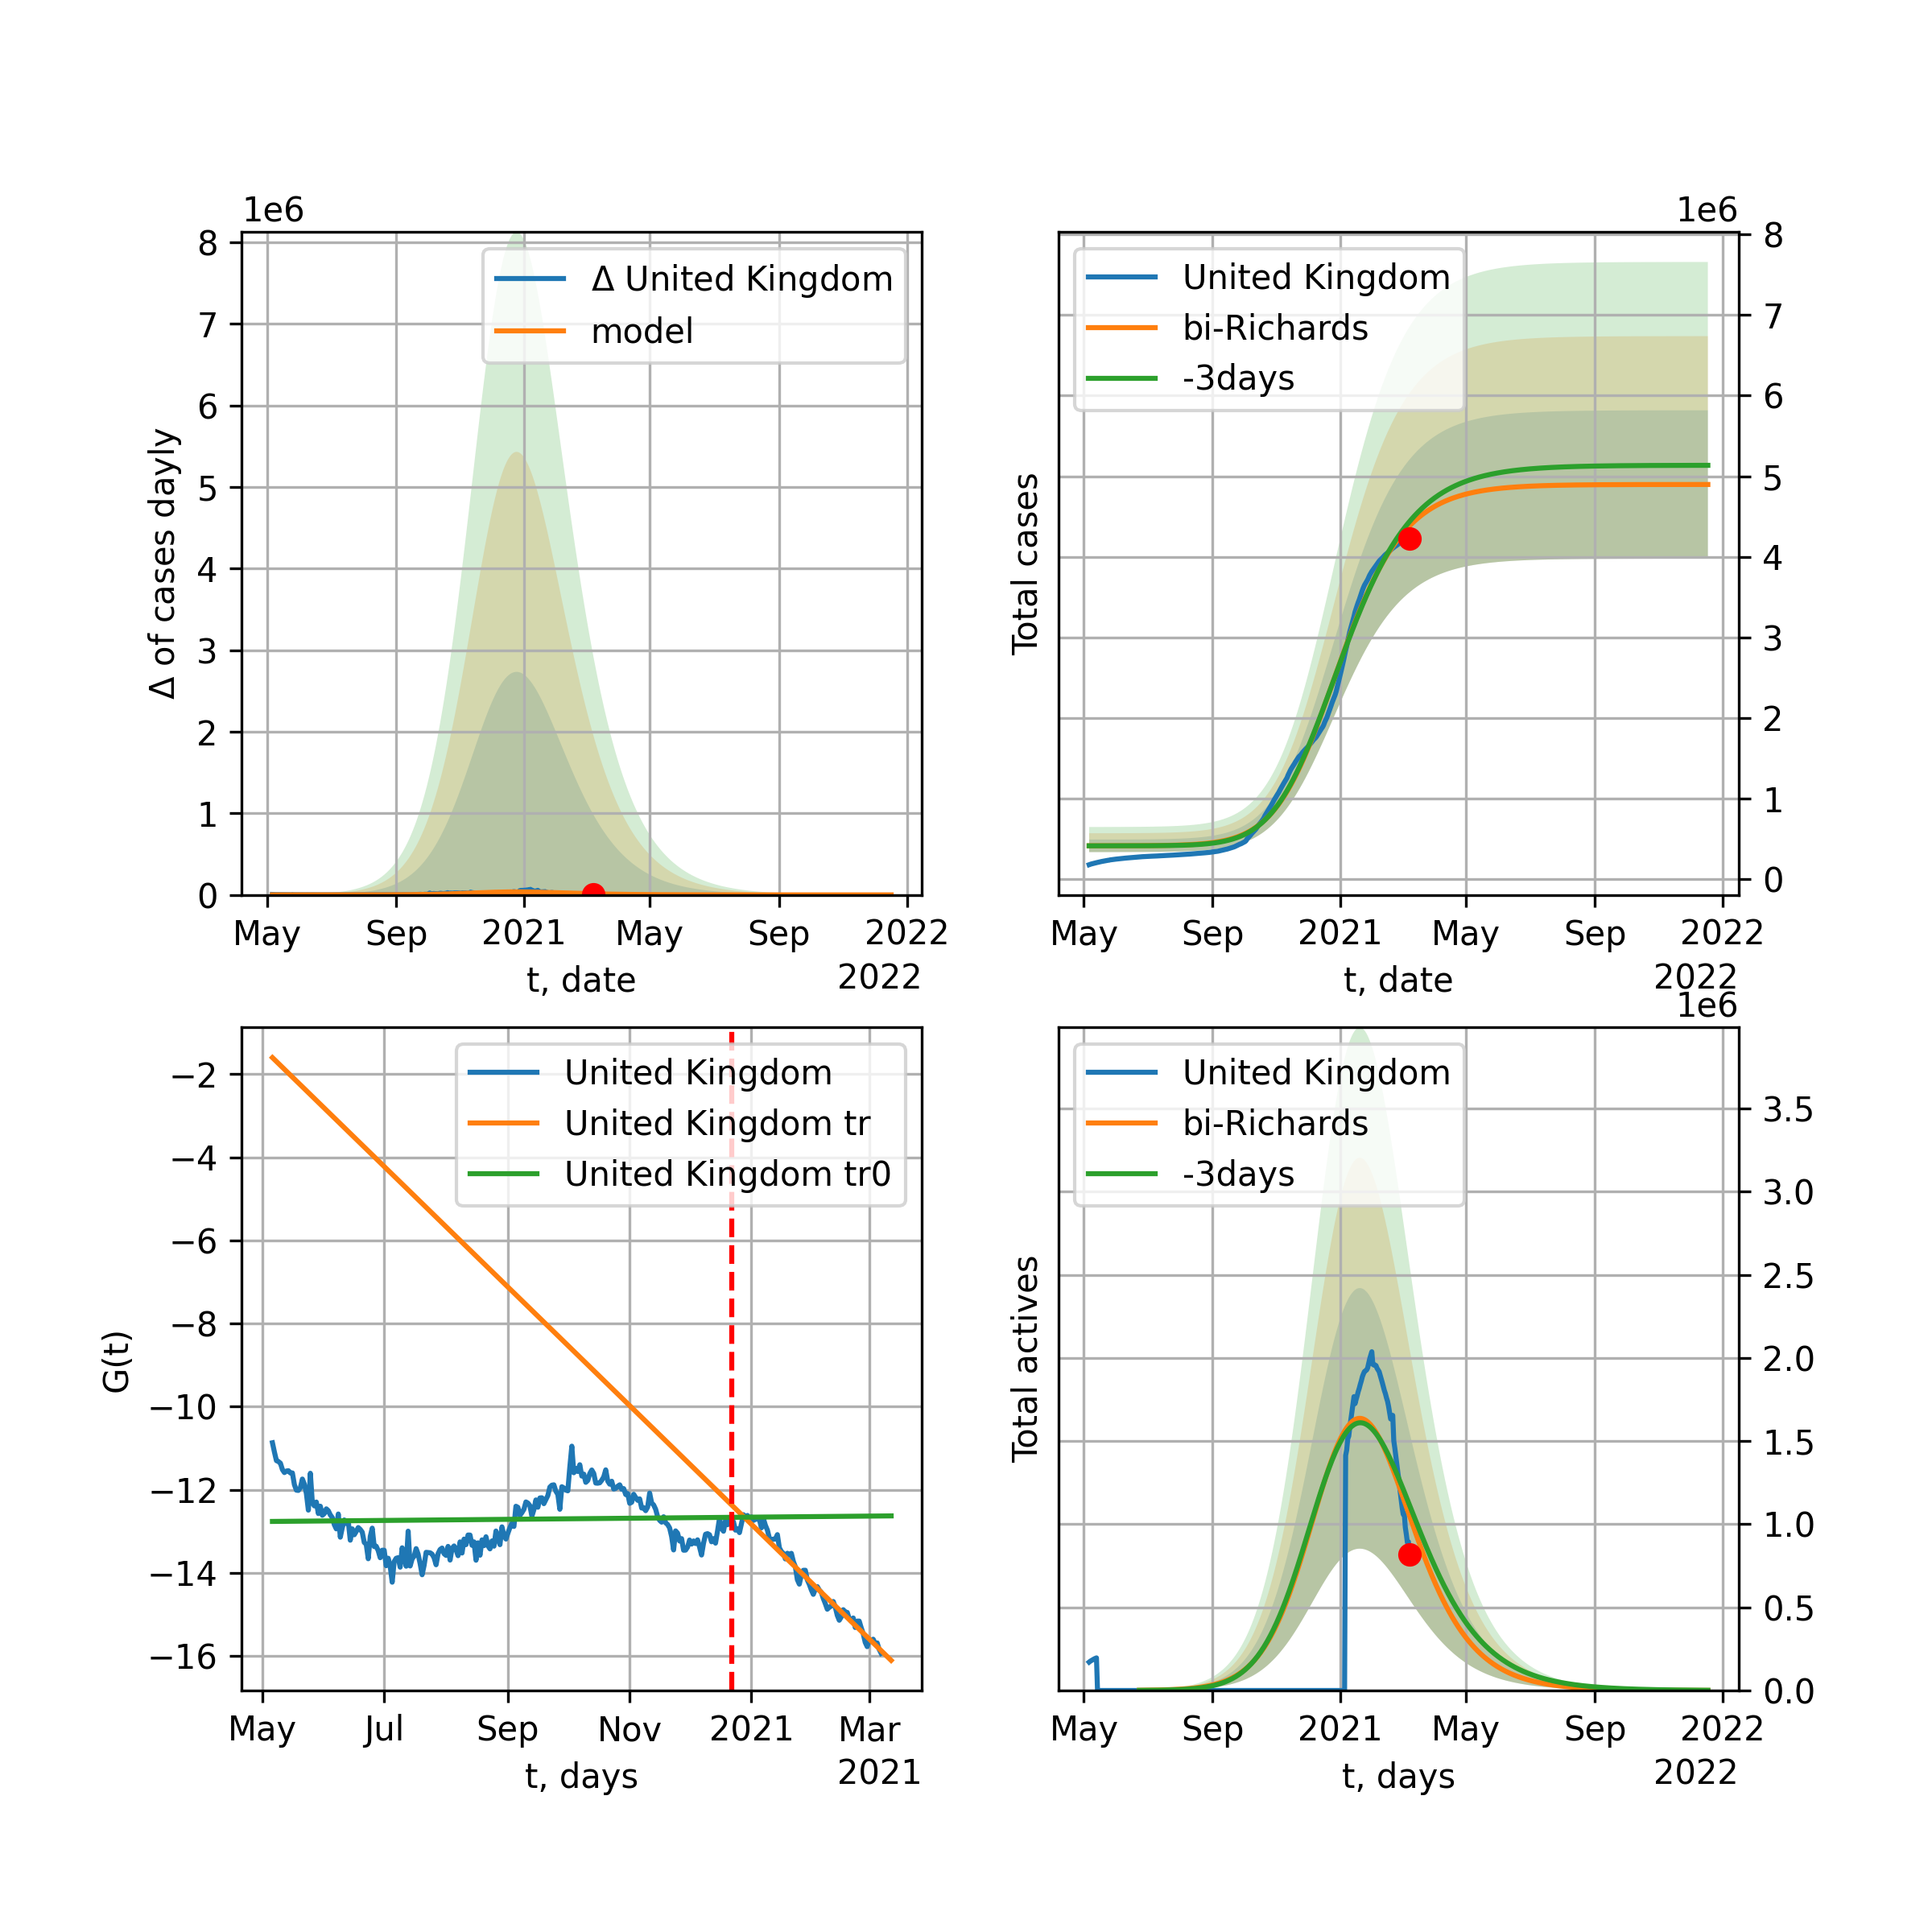 1e6
8
7
6
5
4
3
2
1
0
Δ of cases dayly
Δ United Kingdom
model
May Sep 2021 May Sep 2022
t, date
2022
1e6
United Kingdom
bi-Richards
-3days
Total cases
8
7
6
5
4
3
2
1
0
May Sep 2021 May Sep 2022
t, date
2022
−2
−4
−6
−8
−10
−12
−14
−16
G(t)
United Kingdom
United Kingdom tr
United Kingdom tr0
May Jul Sep Nov 2021 Mar
t, days
2021
1e6
United Kingdom
bi-Richards
-3days
Total actives
3.5
3.0
2.5
2.0
1.5
1.0
0.5
0.0
May Sep 2021 May Sep 2022
t, days
2022